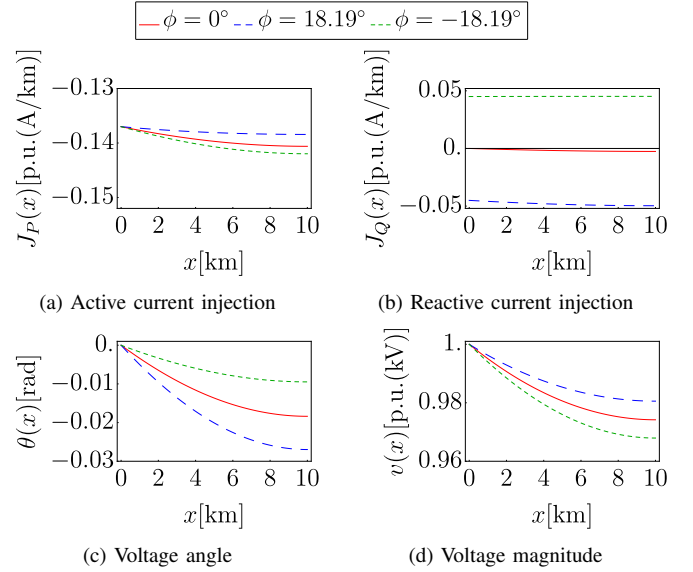 ϕ = 0° ϕ = 18.19° ϕ = −18.19°
J_P(x)[p.u.(A/km)]
−0.13
−0.14
−0.15
0 2 4 6 8 10
x[km]
(a) Active current injection
J_Q(x)[p.u.(A/km)]
0.05
0
−0.05
0 2 4 6 8 10
x[km]
(b) Reactive current injection
θ(x)[rad]
0.
−0.01
−0.02
−0.03
0 2 4 6 8 10
x[km]
(c) Voltage angle
v(x)[p.u.(kV)]
1.
0.98
0.96
0 2 4 6 8 10
x[km]
(d) Voltage magnitude